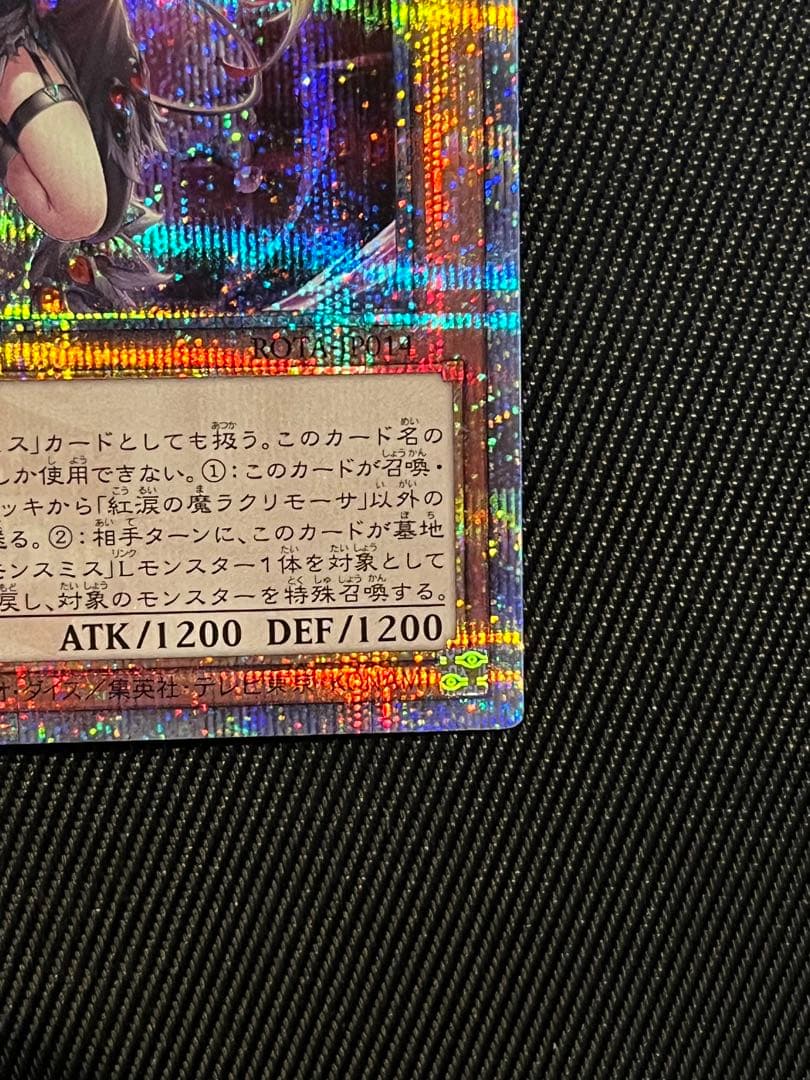 ROTA-JP014
ス」カードとしても扱う。このカード名の
しか使用できない。①:このカードが召喚・
ッキから「紅涙の魔ラクリモーサ」以外の
送る。②:相手ターンに、このカードが墓地
モンスミス」Lモンスター1体を対象として
戻し、対象のモンスターを特殊召喚する。
ATK/1200 DEF/1200
オ・ダイス/集英社・テレビ東京・KONAMI